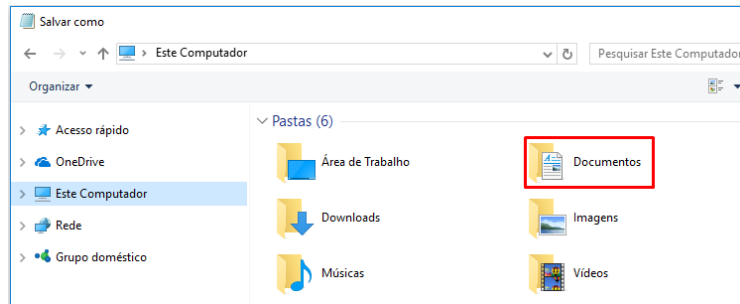 Salvar como
Este Computador
Pesquisar Este Computador
Organizar
Acesso rápido
OneDrive
Este Computador
Rede
Grupo doméstico
Pastas (6)
Área de Trabalho
Documentos
Downloads
Imagens
Músicas
Vídeos